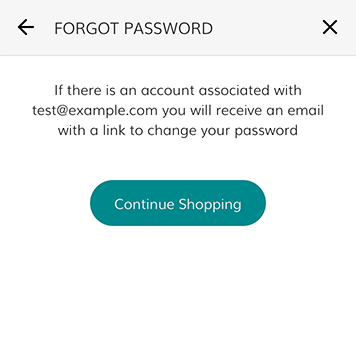 FORGOT PASSWORD
If there is an account associated with
test@example.com you will receive an email
with a link to change your password
Continue Shopping